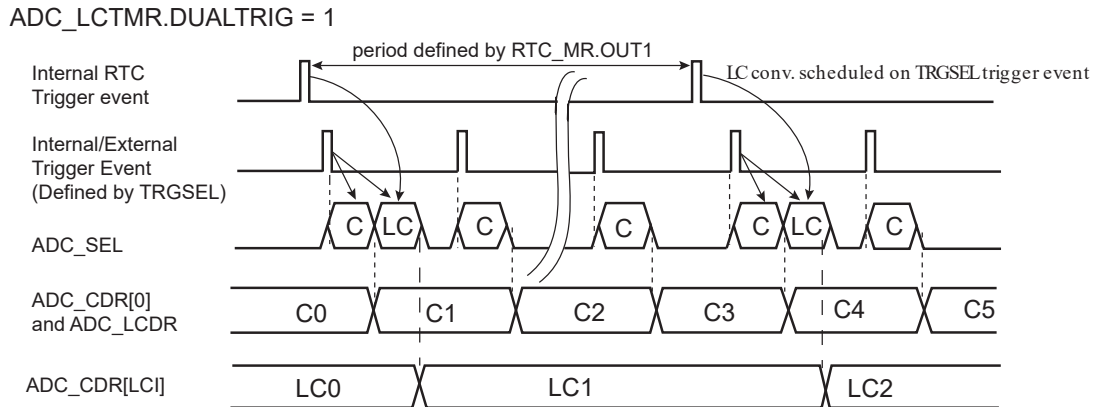 ADC_LCTMR.DUALTRIG = 1
period defined by RTC_MR.OUT1
Internal RTC
Trigger event
LC conv. scheduled on TRGSEL trigger event
Internal/External
Trigger Event
(Defined by TRGSEL)
ADC_SEL
C LC C C C LC C
ADC_CDR[0]
and ADC_LCDR
C0 C1 C2 C3 C4 C5
ADC_CDR[LCI]
LC0 LC1 LC2